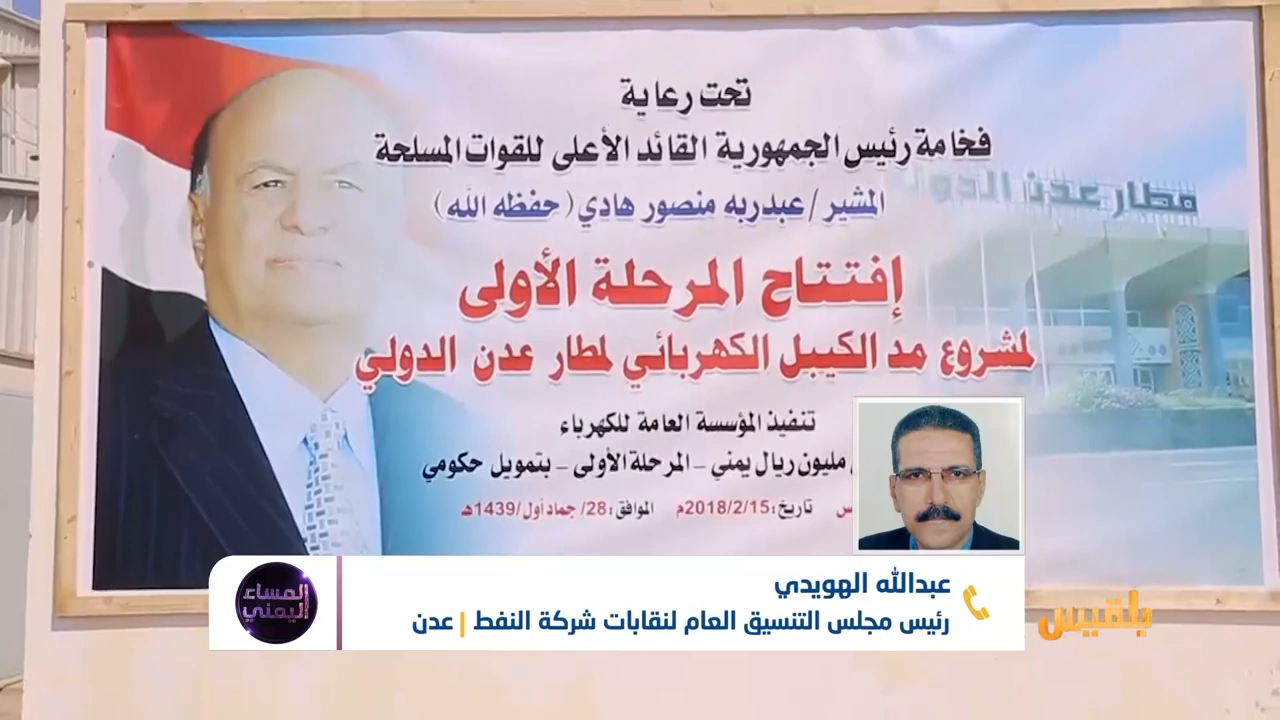 تحت رعاية
فخامة رئيس الجمهورية القائد الأعلى للقوات المسلحة
المشير / عبدربه منصور هادي (حفظه الله)
مطار عدن الدو
إفتتاح المرحلة الأولى
لمشروع مد الكيبل الكهربائي لمطار عدن الدولي
تنفيذ المؤسسة العامة للكهرباء
مليون ريال يمني - المرحلة الأولى - بتمويل حكومي
تاريخ: 2018/2/15م الموافق: 28/ جماد أول/1439هـ
عبدالله الهويدي
رئيس مجلس التنسيق العام لنقابات شركة النفط | عدن
المساء اليمني
بلقيس